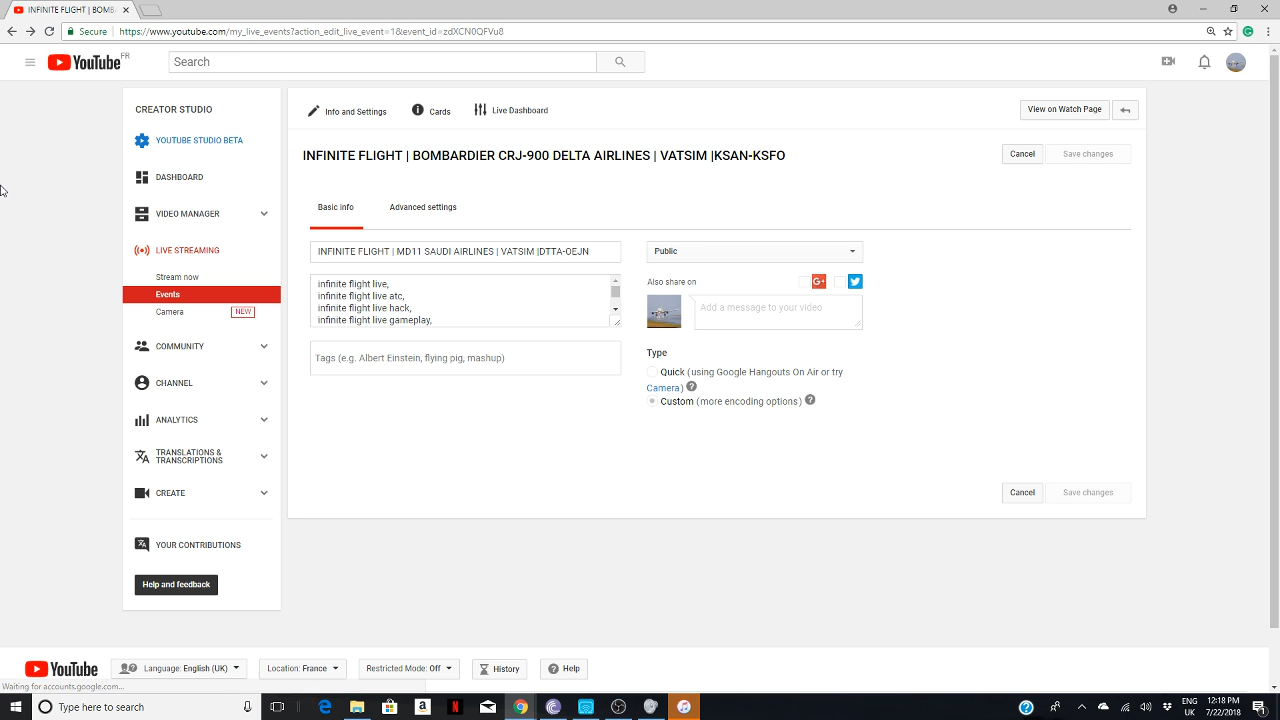 INFINITE FLIGHT | BOMB
Secure
https://www.youtube.com/my_live_events?action_edit_live_event=1&event_id=zdXCN0QFVu8
YouTube FR
Search
CREATOR STUDIO
YOUTUBE STUDIO BETA
DASHBOARD
VIDEO MANAGER
LIVE STREAMING
Stream now
Events
Camera
NEW
COMMUNITY
CHANNEL
ANALYTICS
TRANSLATIONS &
TRANSCRIPTIONS
CREATE
YOUR CONTRIBUTIONS
Help and feedback
Info and Settings
Cards
Live Dashboard
View on Watch Page
INFINITE FLIGHT | BOMBARDIER CRJ-900 DELTA AIRLINES | VATSIM |KSAN-KSFO
Cancel
Save changes
Basic info
Advanced settings
INFINITE FLIGHT | MD11 SAUDI AIRLINES | VATSIM |DTTA-OEJN
infinite flight live,
infinite flight live atc,
infinite flight live hack,
infinite flight live gameplay,
Tags (e.g. Albert Einstein, flying pig, mashup)
Public
Also share on
G+
Add a message to your video
Type
Quick (using Google Hangouts On Air or try
Camera) ?
Custom (more encoding options) ?
Cancel
Save changes
YouTube
Language: English (UK)
Location: France
Restricted Mode: Off
History
Help
Waiting for accounts.google.com...
Type here to search
ENG
UK
12:18 PM
7/22/2018